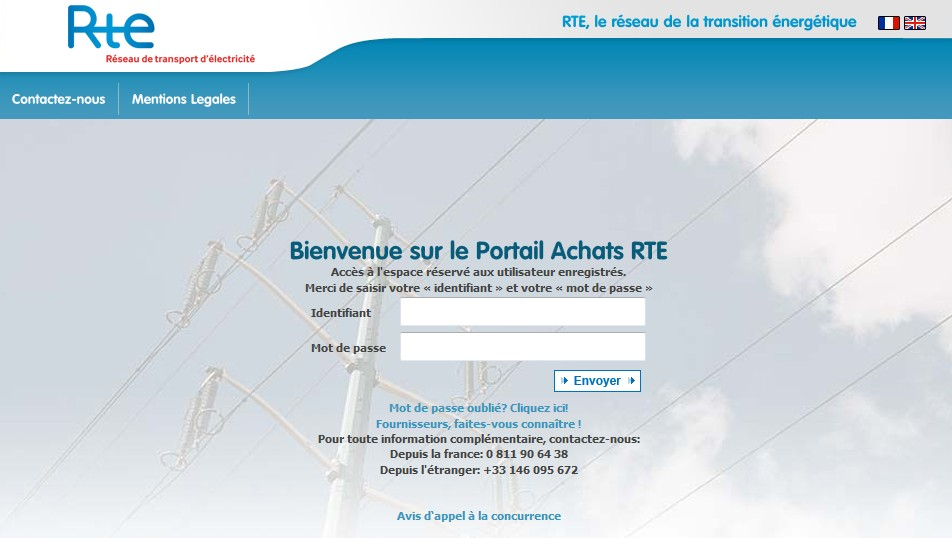 Rte
Réseau de transport d'électricité
RTE, le réseau de la transition énergétique
Contactez-nous
Mentions Legales
Bienvenue sur le Portail Achats RTE
Accès à l'espace réservé aux utilisateur enregistrés.
Merci de saisir votre « identifiant » et votre « mot de passe »
Identifiant
Mot de passe
Envoyer
Mot de passe oublié? Cliquez ici!
Fournisseurs, faites-vous connaître !
Pour toute information complémentaire, contactez-nous:
Depuis la france: 0 811 90 64 38
Depuis l'étranger: +33 146 095 672
Avis d'appel à la concurrence